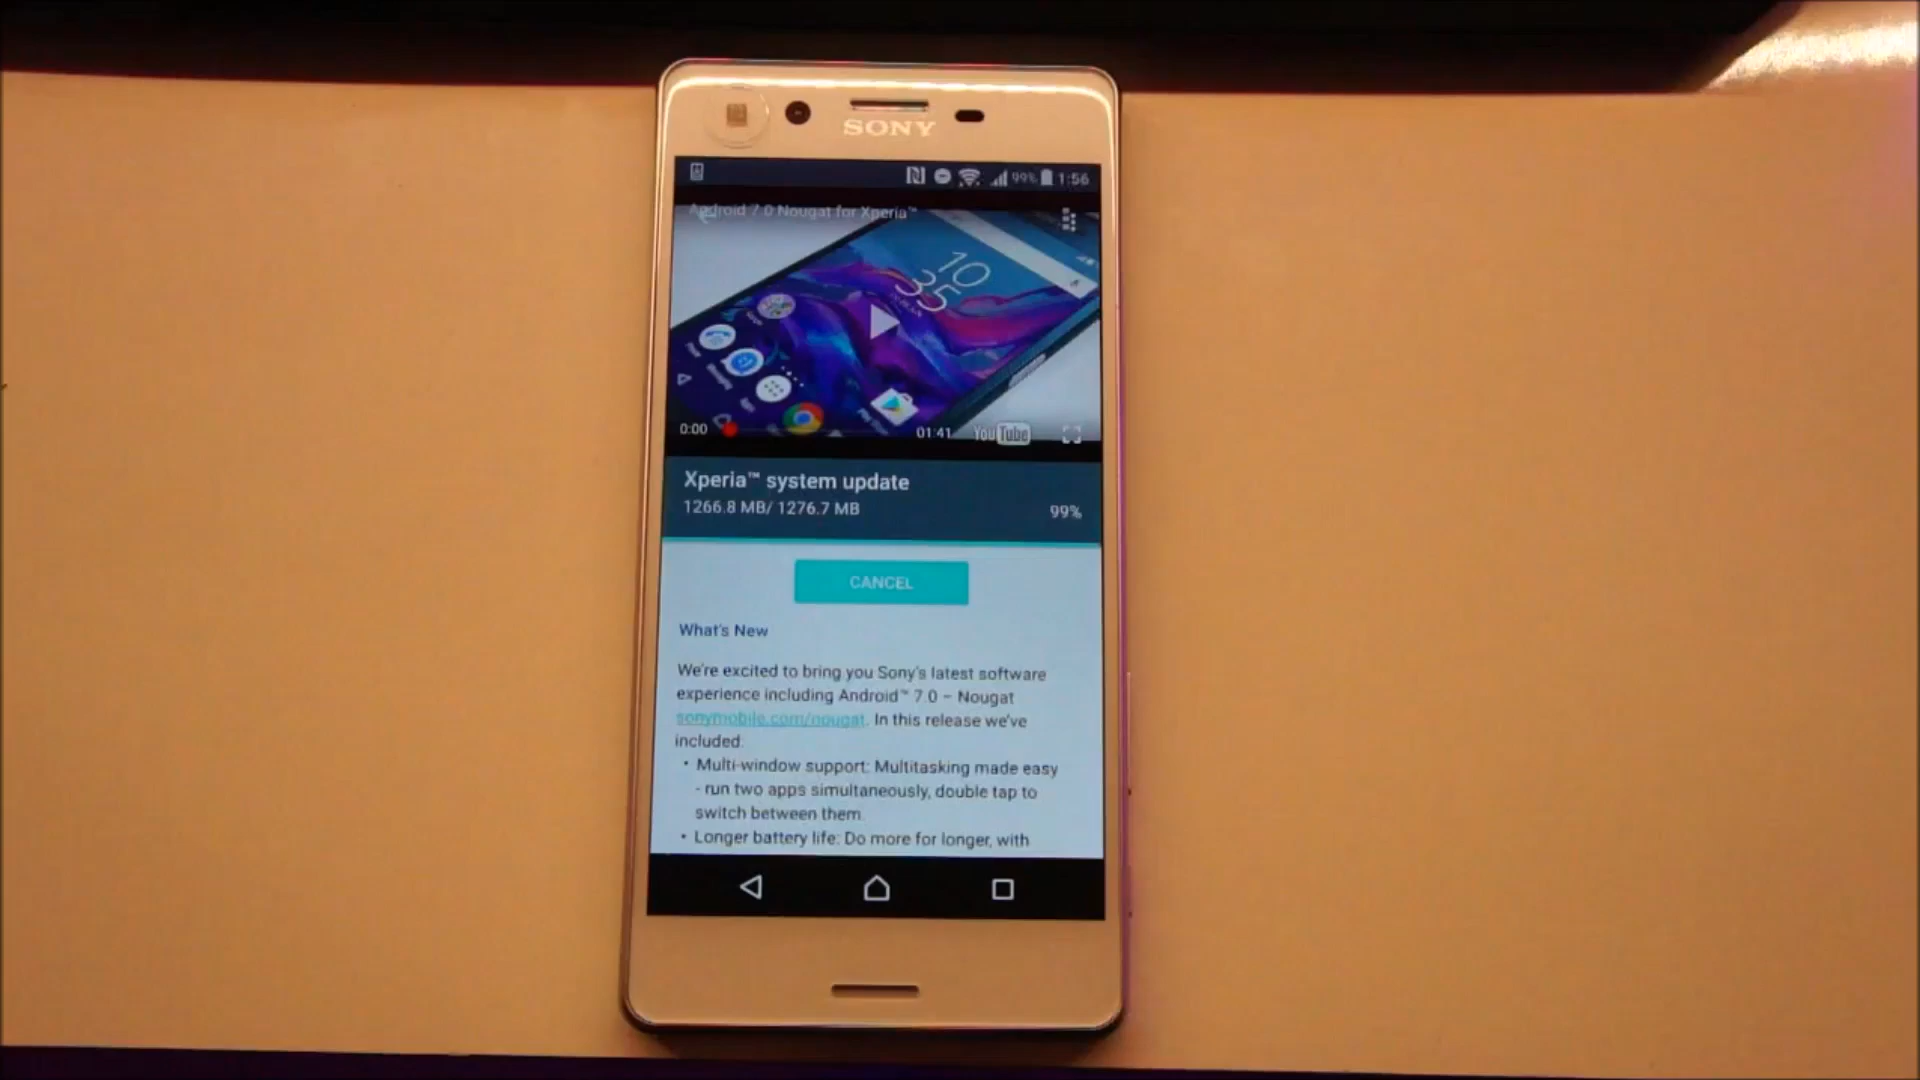 SONY
99% 1:56
Android 7.0 Nougat for Xperia™
10
35
0:00 01:41 YouTube
Xperia™ system update
1266.8 MB/ 1276.7 MB
99%
CANCEL
What's New
We're excited to bring you Sony's latest software
experience including Android™ 7.0 – Nougat
sonymobile.com/nougat. In this release we've
included:
• Multi-window support: Multitasking made easy
- run two apps simultaneously, double tap to
switch between them.
• Longer battery life: Do more for longer, with